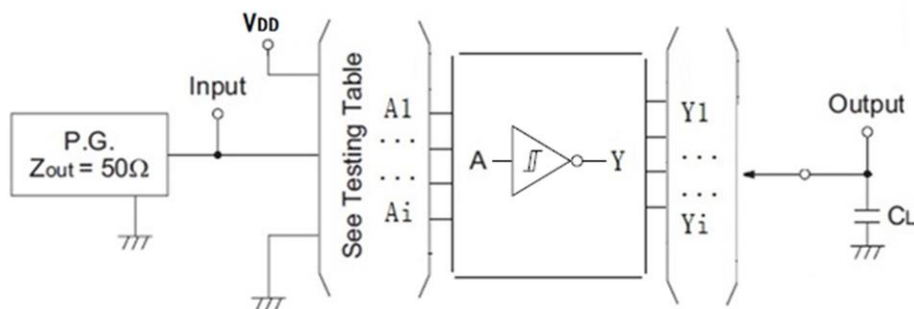 VDD
Input
P.G.
Zout = 50Ω
See Testing Table
A1
...
...
Ai
A
Y
Y1
...
...
Yi
Output
CL